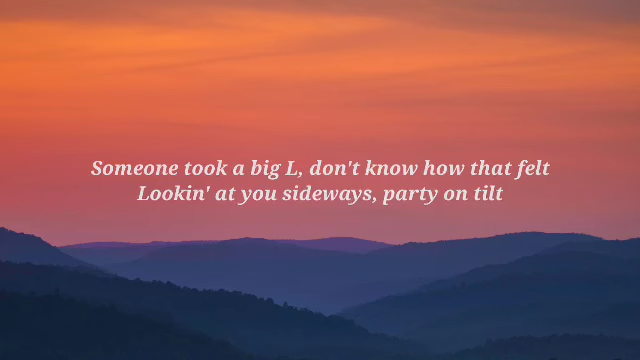 Someone took a big L, don't know how that felt
Lookin' at you sideways, party on tilt